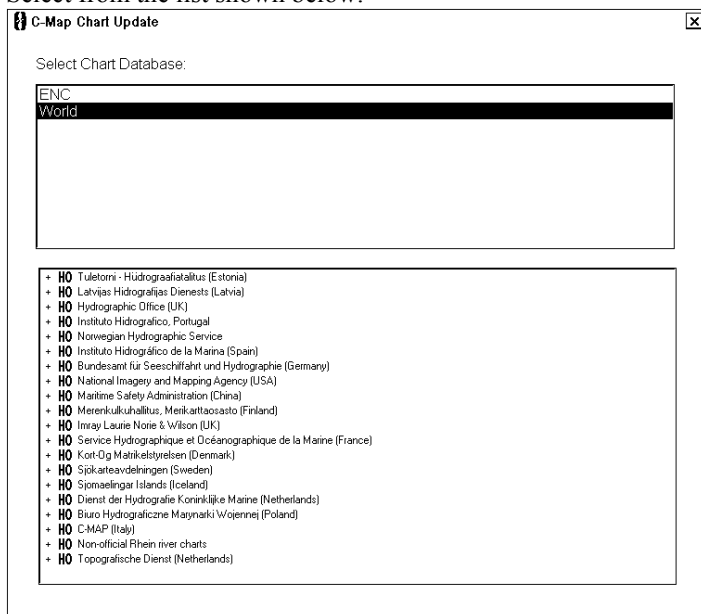 Select from the list shown below.
C-Map Chart Update
Select Chart Database:
ENC
World
+ HO Tuletorni - Hüdrograafiatalitus (Estonia)
+ HO Latvijas Hidrografijas Dienests (Latvia)
+ HO Hydrographic Office (UK)
+ HO Instituto Hidrografico, Portugal
+ HO Norwegian Hydrographic Service
+ HO Instituto Hidrográfico de la Marina (Spain)
+ HO Bundesamt für Seeschiffahrt und Hydrographie (Germany)
+ HO National Imagery and Mapping Agency (USA)
+ HO Maritime Safety Administration (China)
+ HO Merenkulkuhallitus, Merikarttaosasto (Finland)
+ HO Imray Laurie Norie & Wilson (UK)
+ HO Service Hydrographique et Océanographique de la Marine (France)
+ HO Kort-Og Matrikelstyrelsen (Denmark)
+ HO Sjökarteavdelningen (Sweden)
+ HO Sjomaelingar Islands (Iceland)
+ HO Dienst der Hydrografie Koninklijke Marine (Netherlands)
+ HO Biuro Hydrograficzne Marynarki Wojennej (Poland)
+ HO C-MAP (Italy)
+ HO Non-official Rhein river charts
+ HO Topografische Dienst (Netherlands)